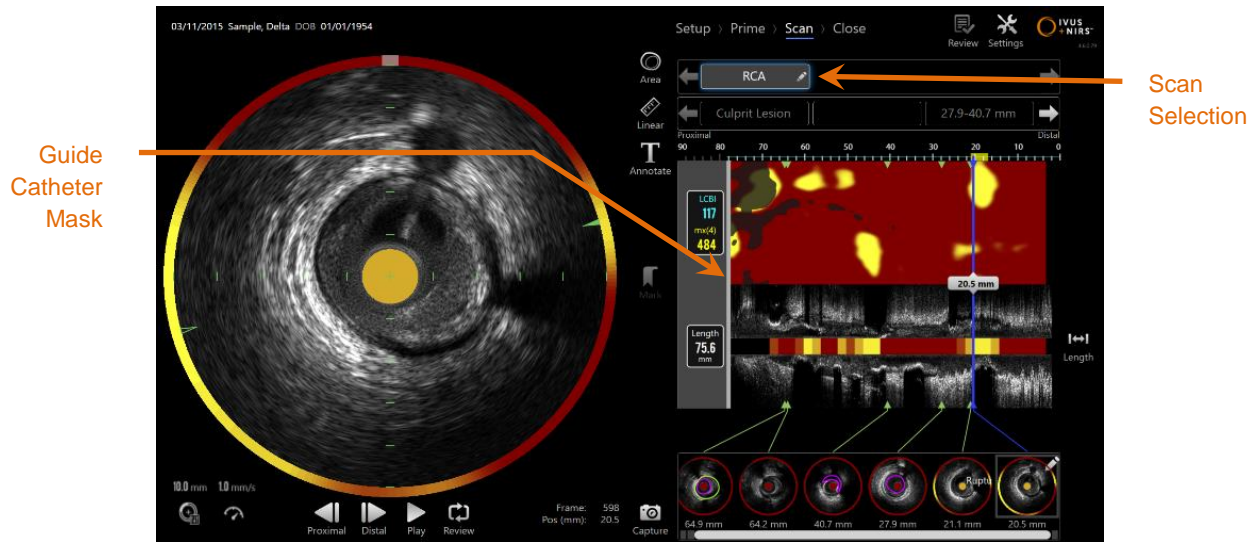 03/11/2015 Sample, Delta DOB 01/01/1954
Setup > Prime > Scan > Close
Review
Settings
IVUS
+NIRS
Area
Linear
Annotate
Mark
RCA
Culprit Lesion
27.9-40.7 mm
Proximal
Distal
90 80 70 60 50 40 30 20 10 0
LCBI
117
mx(4)
484
20.5 mm
Length
75.6
mm
Length
Guide
Catheter
Mask
Scan
Selection
10.0 mm 1.0 mm/s
Proximal
Distal
Play
Review
Frame: 598
Pos (mm): 20.5
Capture
Ruptu
64.9 mm
64.2 mm
40.7 mm
27.9 mm
21.1 mm
20.5 mm